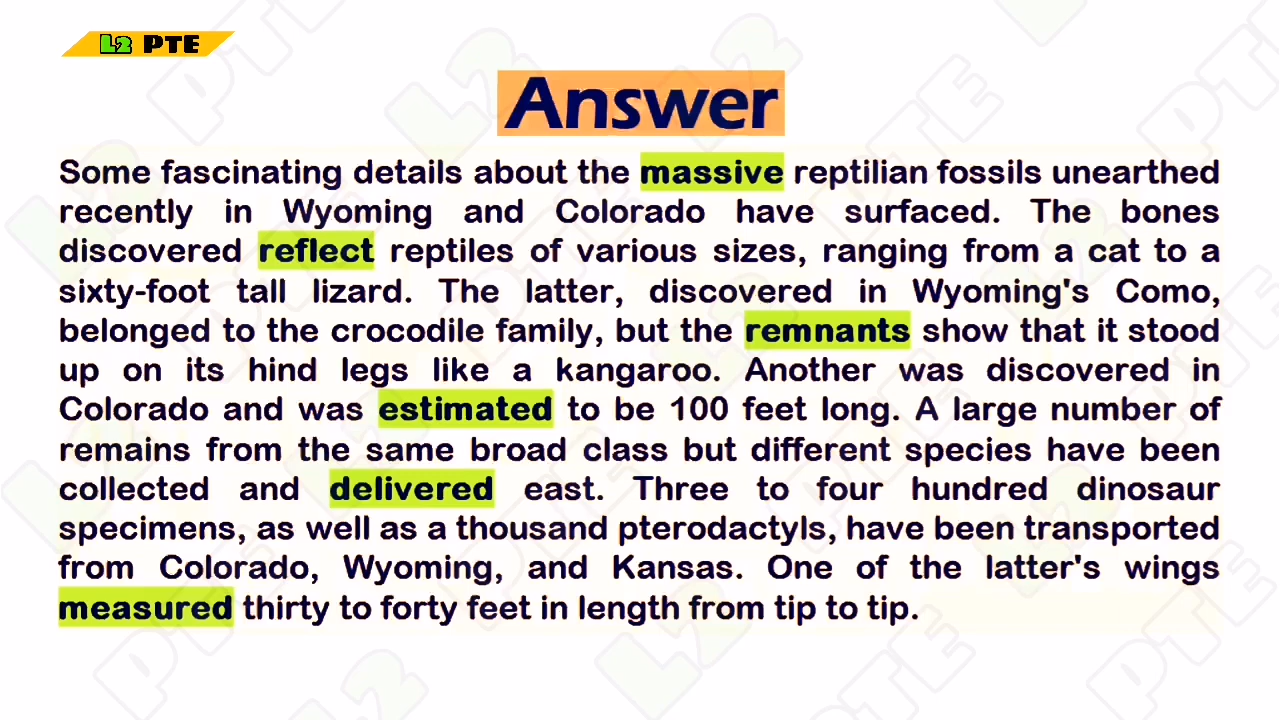 L2 PTE
Answer
Some fascinating details about the massive reptilian fossils unearthed
recently in Wyoming and Colorado have surfaced. The bones
discovered reflect reptiles of various sizes, ranging from a cat to a
sixty-foot tall lizard. The latter, discovered in Wyoming's Como,
belonged to the crocodile family, but the remnants show that it stood
up on its hind legs like a kangaroo. Another was discovered in
Colorado and was estimated to be 100 feet long. A large number of
remains from the same broad class but different species have been
collected and delivered east. Three to four hundred dinosaur
specimens, as well as a thousand pterodactyls, have been transported
from Colorado, Wyoming, and Kansas. One of the latter's wings
measured thirty to forty feet in length from tip to tip.